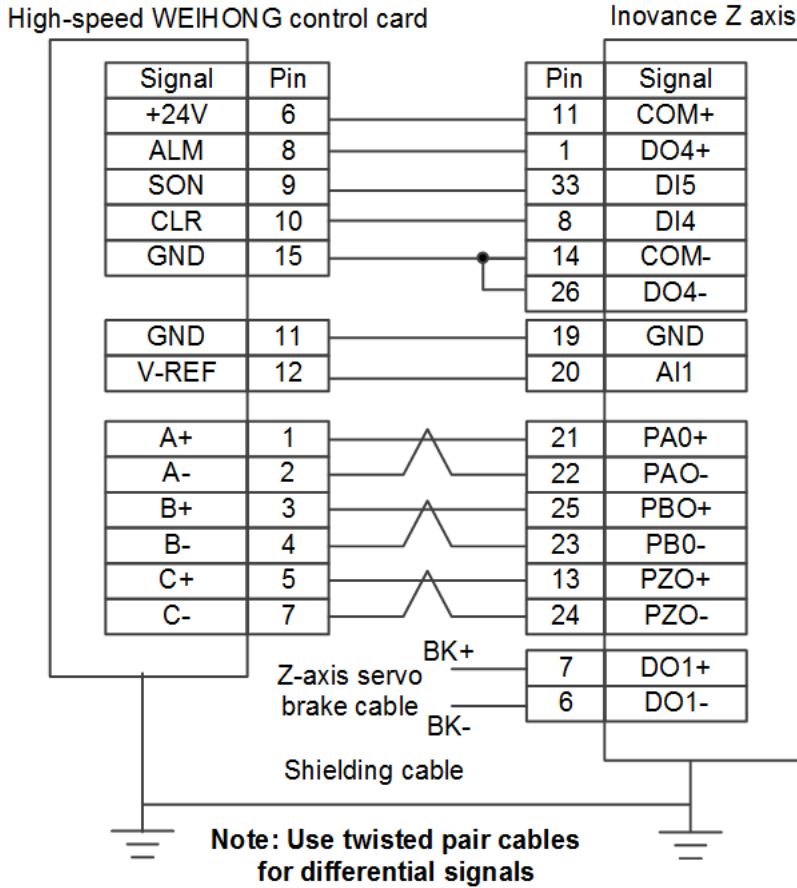 High-speed WEIHONG control card
Inovance Z axis
Signal Pin Pin Signal
+24V 6 11 COM+
ALM 8 1 DO4+
SON 9 33 DI5
CLR 10 8 DI4
GND 15 14 COM-
26 DO4-
GND 11 19 GND
V-REF 12 20 AI1
A+ 1 21 PA0+
A- 2 22 PAO-
B+ 3 25 PBO+
B- 4 23 PB0-
C+ 5 13 PZO+
C- 7 24 PZO-
BK+
Z-axis servo
brake cable
BK-
7 DO1+
6 DO1-
Shielding cable
Note: Use twisted pair cables
for differential signals